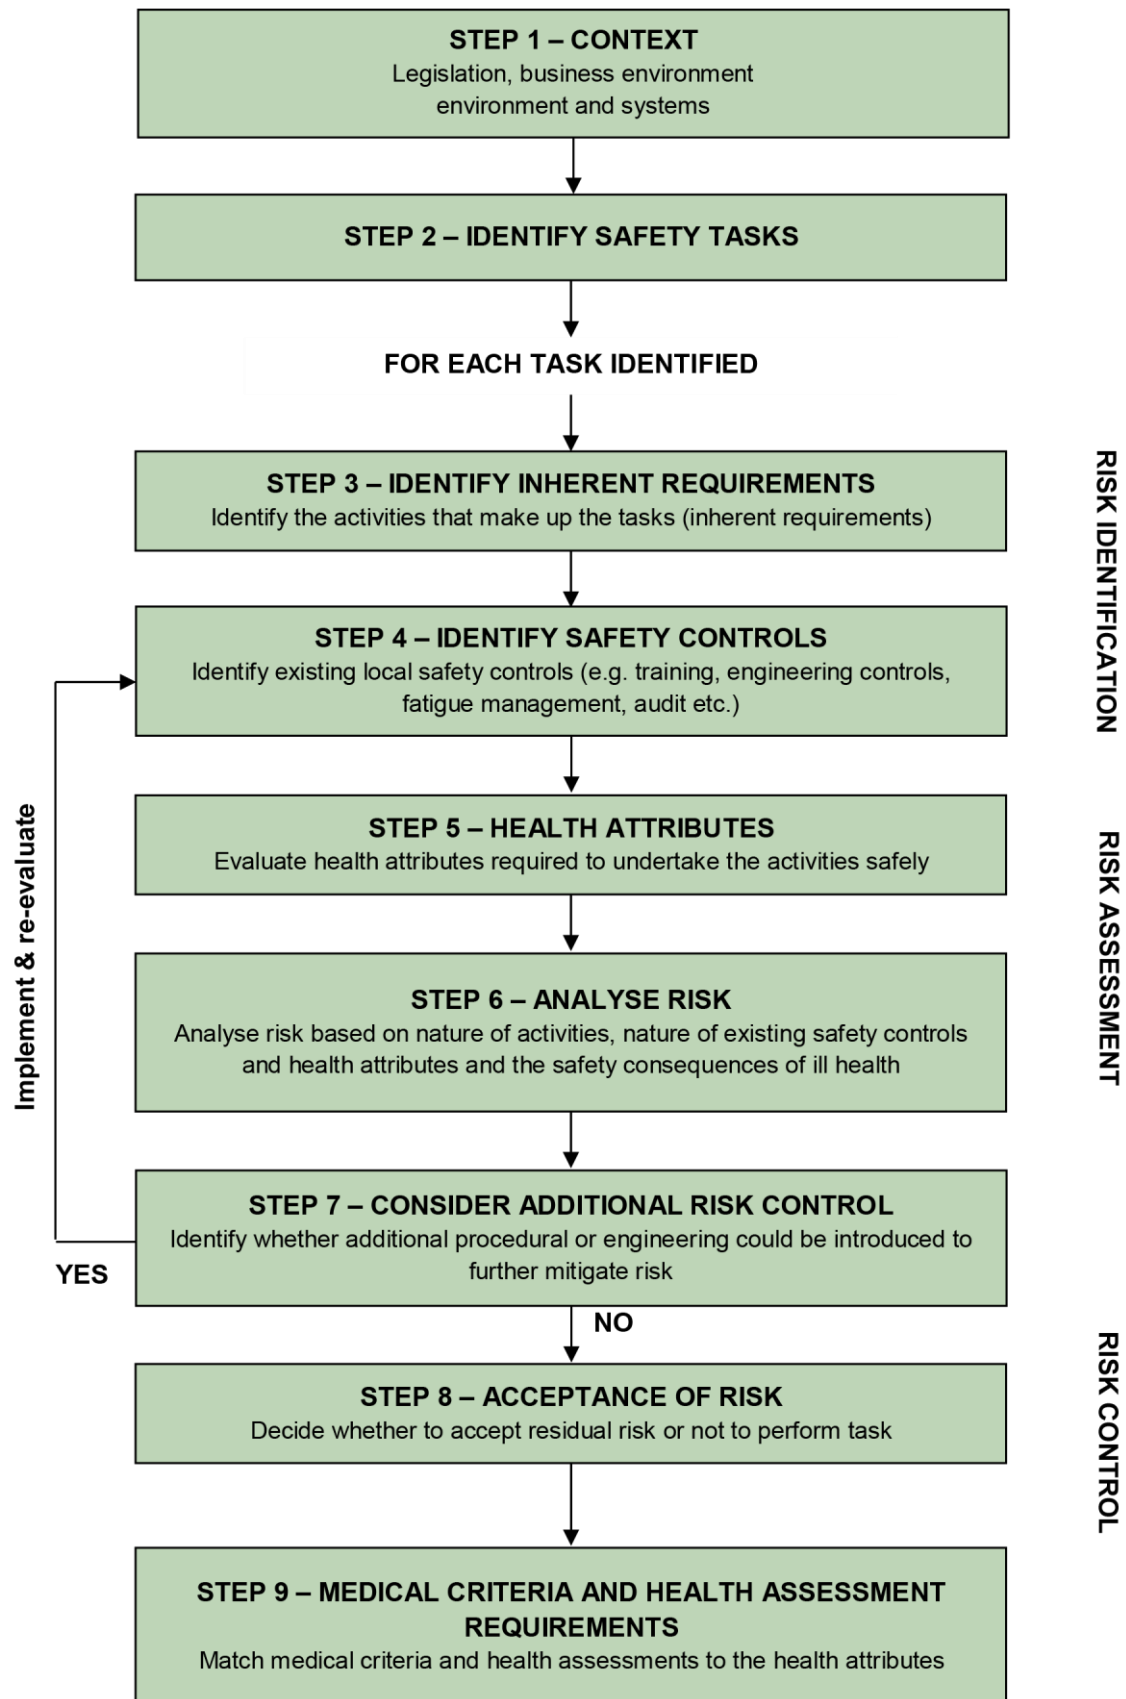 STEP 1 – CONTEXT
Legislation, business environment
environment and systems
STEP 2 – IDENTIFY SAFETY TASKS
FOR EACH TASK IDENTIFIED
STEP 3 – IDENTIFY INHERENT REQUIREMENTS
Identify the activities that make up the tasks (inherent requirements)
RISK IDENTIFICATION
STEP 4 – IDENTIFY SAFETY CONTROLS
Identify existing local safety controls (e.g. training, engineering controls,
fatigue management, audit etc.)
STEP 5 – HEALTH ATTRIBUTES
Evaluate health attributes required to undertake the activities safely
Implement & re-evaluate
RISK ASSESSMENT
STEP 6 – ANALYSE RISK
Analyse risk based on nature of activities, nature of existing safety controls
and health attributes and the safety consequences of ill health
STEP 7 – CONSIDER ADDITIONAL RISK CONTROL
Identify whether additional procedural or engineering could be introduced to
further mitigate risk
YES
NO
STEP 8 – ACCEPTANCE OF RISK
Decide whether to accept residual risk or not to perform task
RISK CONTROL
STEP 9 – MEDICAL CRITERIA AND HEALTH ASSESSMENT
REQUIREMENTS
Match medical criteria and health assessments to the health attributes